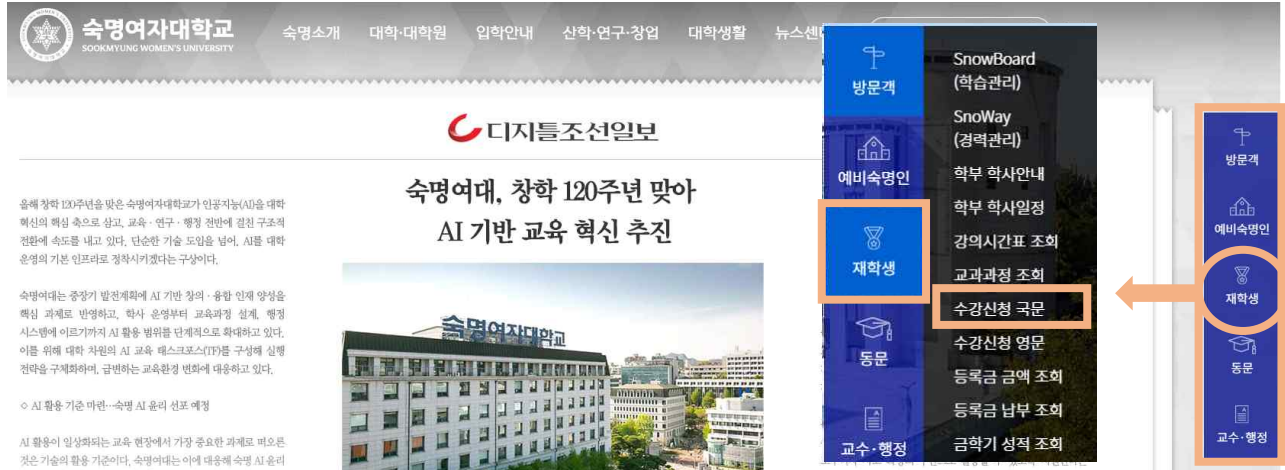 숙명여자대학교
SOOKMYUNG WOMEN'S UNIVERSITY
숙명소개 대학·대학원 입학안내 산학·연구·창업 대학생활 뉴스센
디지틀조선일보
숙명여대, 창학 120주년 맞아
AI 기반 교육 혁신 추진
올해 창학 120주년을 맞은 숙명여자대학교가 인공지능(AI)을 대학
혁신의 핵심 축으로 삼고, 교육·연구·행정 전반에 걸친 구조적
전환에 속도를 내고 있다. 단순한 기술 도입을 넘어, AI를 대학
운영의 기본 인프라로 정착시키겠다는 구상이다.
숙명여대는 중장기 발전계획에 AI 기반 창의·융합 인재 양성을
핵심 과제로 반영하고, 학사 운영부터 교육과정 설계, 행정
시스템에 이르기까지 AI 활용 범위를 단계적으로 확대하고 있다.
이를 위해 대학 차원의 AI 교육 태스크포스(TF)를 구성해 실행
전략을 구체화하며, 급변하는 교육환경 변화에 대응하고 있다.
◇ AI 활용 기준 마련…숙명 AI 윤리 선포 예정
AI 활용이 일상화되는 교육 현장에서 가장 중요한 과제로 떠오른
것은 기술의 활용 기준이다. 숙명여대는 이에 대응해 숙명 AI 윤리
숙명여자대학교
방문객
예비숙명인
재학생
동문
교수·행정
SnowBoard
(학습관리)
SnoWay
(경력관리)
학부 학사안내
학부 학사일정
강의시간표 조회
교과과정 조회
수강신청 국문
수강신청 영문
등록금 금액 조회
등록금 납부 조회
금학기 성적 조회
방문객
예비숙명인
재학생
동문
교수·행정